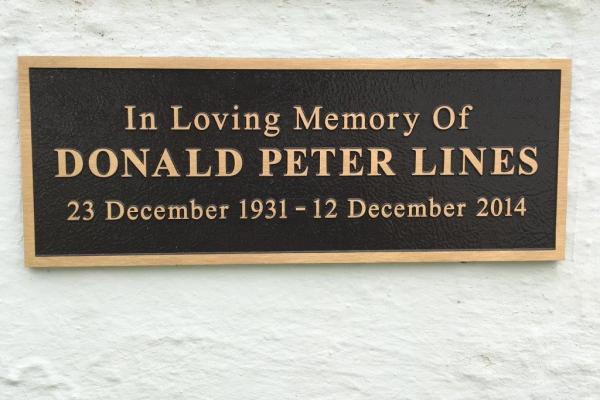 In Loving Memory Of
DONALD PETER LINES
23 December 1931 - 12 December 2014